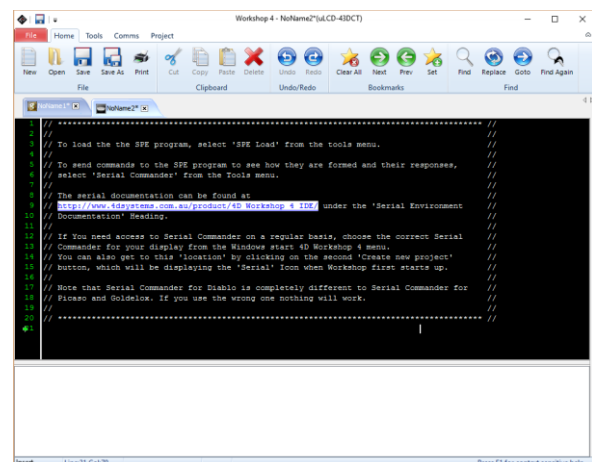 Workshop 4 - NoName2*(uLCD-43DCT)
File Home Tools Comms Project
New Open Save Save As Print Cut Copy Paste Delete Undo Redo Clear All Next Prev Set Find Replace Goto Find Again
File Clipboard Undo/Redo Bookmarks Find
NoName1* NoName2*
1 // ************************************************************************************* //
2 // //
3 // To load the the SPE program, select 'SPE Load' from the tools menu. //
4 // //
5 // To send commands to the SPE program to see how they are formed and their responses, //
6 // select 'Serial Commander' from the Tools menu. //
7 // //
8 // The serial documentation can be found at //
9 // http://www.4dsystems.com.au/product/4D Workshop 4 IDE/ under the 'Serial Environment //
10 // Documentation' Heading. //
11 // //
12 // If You need access to Serial Commander on a regular basis, choose the correct Serial //
13 // Commander for your display from the Windows start 4D Workshop 4 menu. //
14 // You can also get to this 'location' by clicking on the second 'Create new project' //
15 // button, which will be displaying the 'Serial' Icon when Workshop first starts up. //
16 // //
17 // Note that Serial Commander for Diablo is completely different to Serial Commander for //
18 // Picaso and Goldelox. If you use the wrong one nothing will work. //
19 // //
20 // ************************************************************************************* //
21